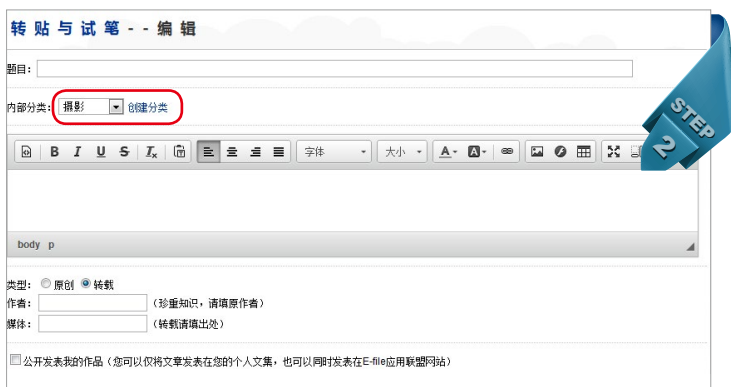 转贴与试笔--编辑
题目:
内部分类: 摄影 创建分类
B I U S Ix 字体 大小 A A
body p
类型: 原创 转载
作者: (珍重知识，请填原作者)
媒体: (转载请填出处)
公开发表我的作品(您可以仅将文章发表在您的个人文集，也可以同时发表在E-file应用联盟网站)
STEP
2